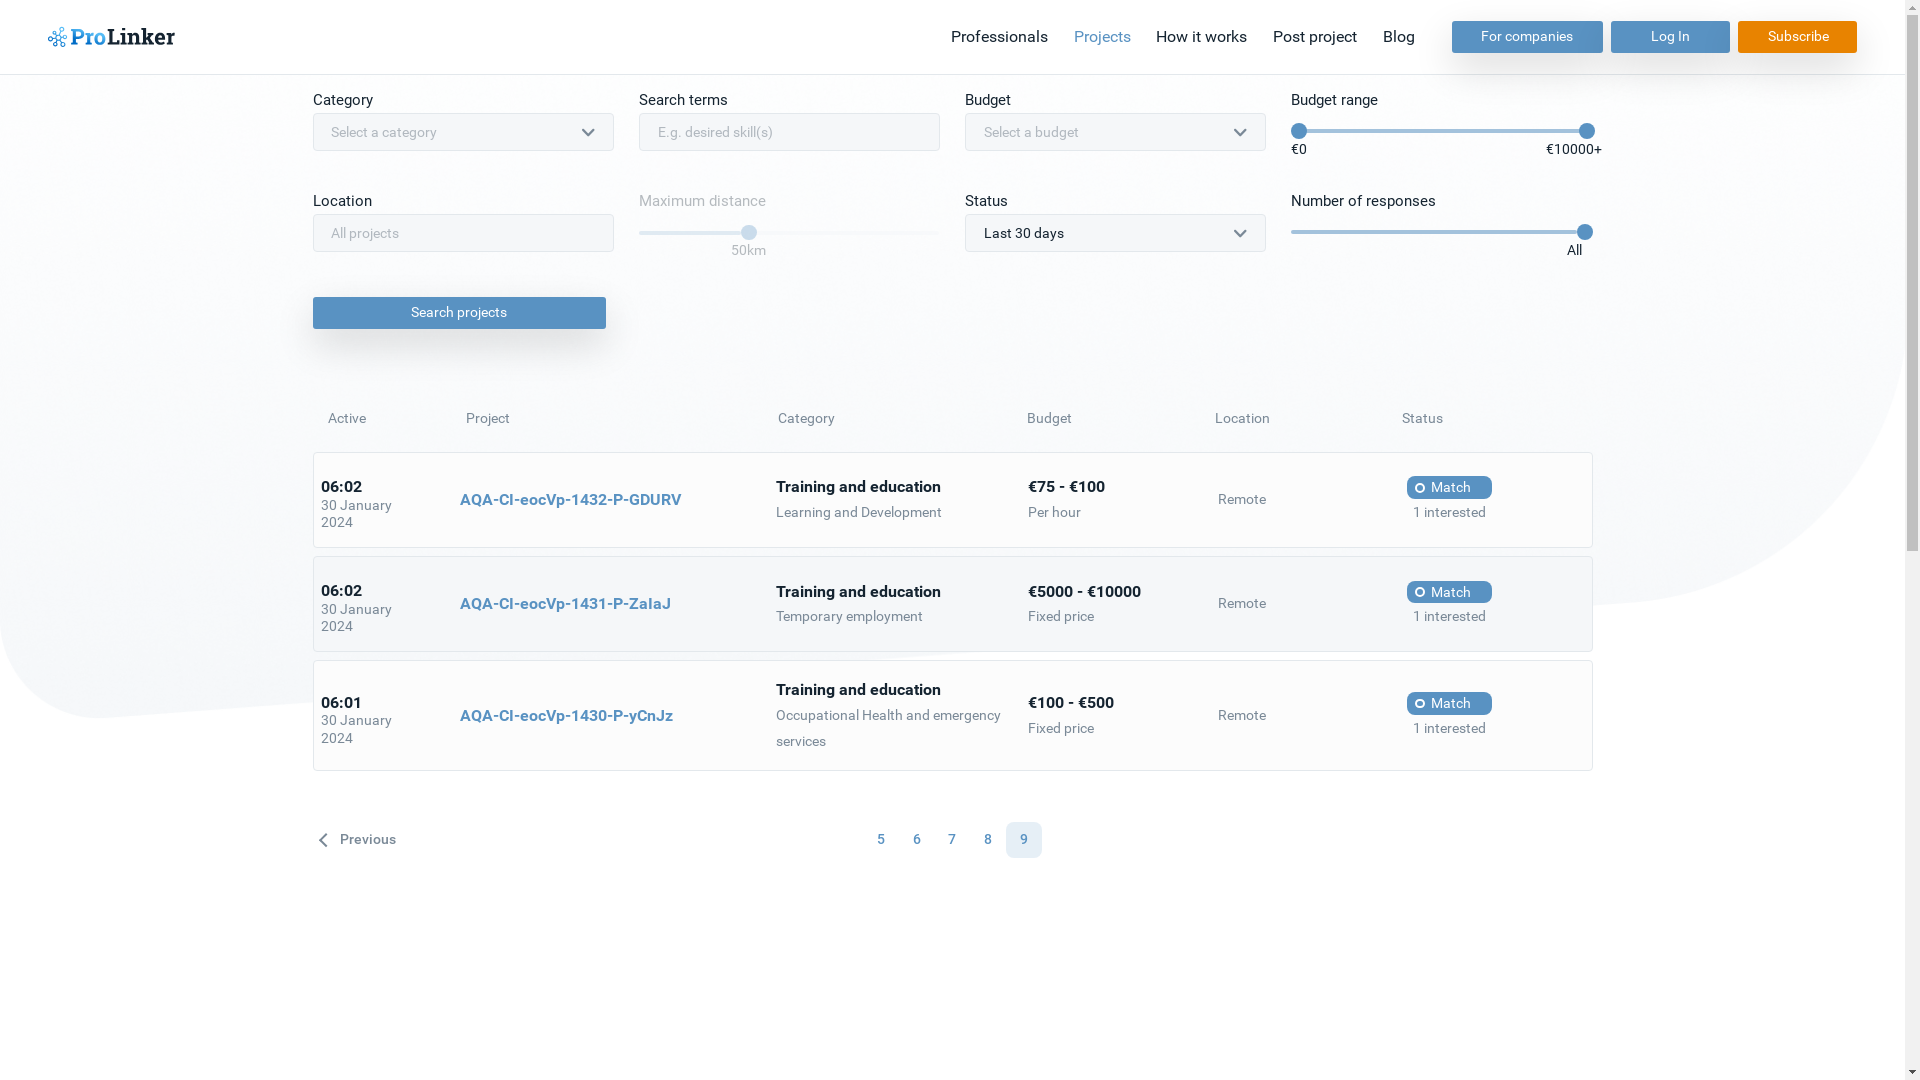 ProLinker
Professionals Projects How it works Post project Blog For companies Log In Subscribe
Category Search terms Budget Budget range
Select a category E.g. desired skill(s) Select a budget
€0 €10000+
Location Maximum distance Status Number of responses
All projects Last 30 days
50km All
Search projects
Active Project Category Budget Location Status
06:02
30 January
2024
AQA-CI-eocVp-1432-P-GDURV
Training and education
Learning and Development
€75 - €100
Per hour
Remote
Match
1 interested
06:02
30 January
2024
AQA-CI-eocVp-1431-P-ZaIaJ
Training and education
Temporary employment
€5000 - €10000
Fixed price
Remote
Match
1 interested
06:01
30 January
2024
AQA-CI-eocVp-1430-P-yCnJz
Training and education
Occupational Health and emergency
services
€100 - €500
Fixed price
Remote
Match
1 interested
Previous 5 6 7 8 9